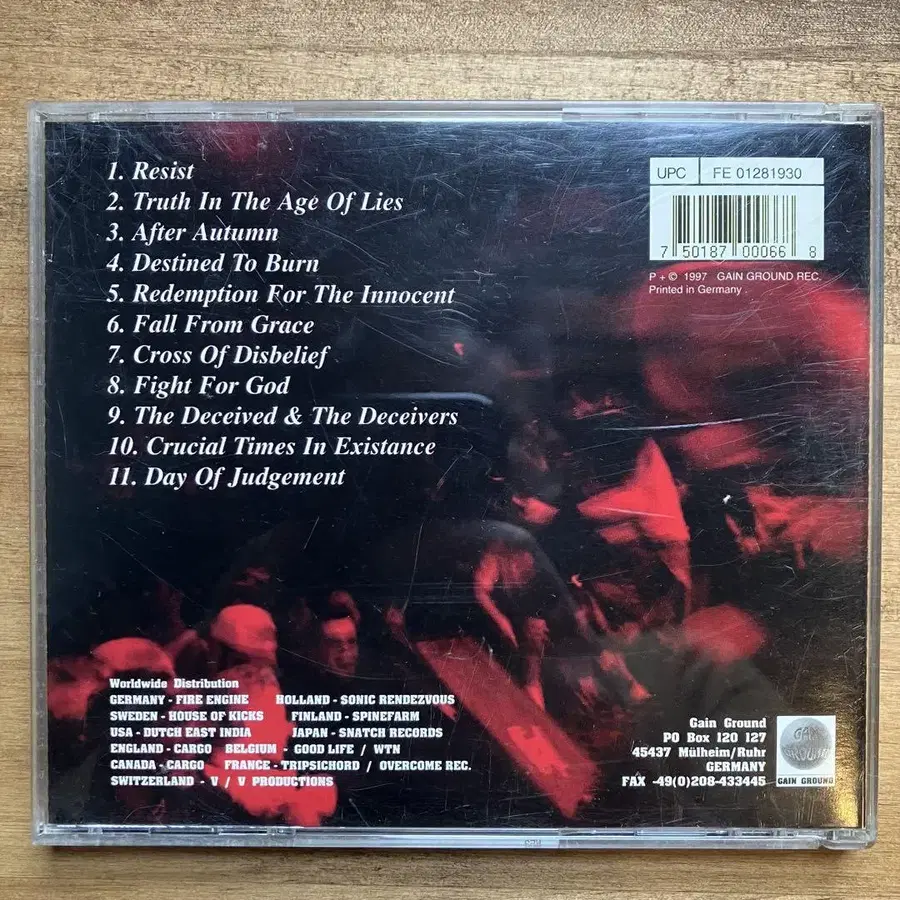 1. Resist
2. Truth In The Age Of Lies
3. After Autumn
4. Destined To Burn
5. Redemption For The Innocent
6. Fall From Grace
7. Cross Of Disbelief
8. Fight For God
9. The Deceived & The Deceivers
10. Crucial Times In Existance
11. Day Of Judgement
UPC FE 01281930
7 50187 00066 8
P + © 1997 GAIN GROUND REC.
Printed in Germany
Worldwide Distribution
GERMANY - FIRE ENGINE HOLLAND - SONIC RENDEZVOUS
SWEDEN - HOUSE OF KICKS FINLAND - SPINEFARM
USA - DUTCH EAST INDIA JAPAN - SNATCH RECORDS
ENGLAND - CARGO BELGIUM - GOOD LIFE / WTN
CANADA - CARGO FRANCE - TRIPSICHORD / OVERCOME REC.
SWITZERLAND - V / V PRODUCTIONS
Gain Ground
PO Box 120 127
45437 Mülheim/Ruhr
GERMANY
FAX -49(0)208-433445
GAIN
GROUND
GAIN GROUND